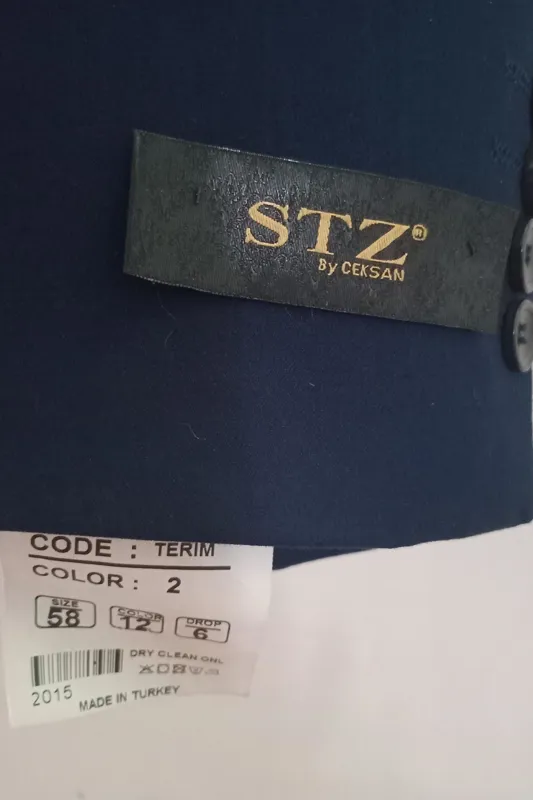 STZ®
By CEKSAN
CODE : TERIM
COLOR : 2
SIZE
58
COLOR
12
DROP
6
DRY CLEAN ONL
2015
MADE IN TURKEY